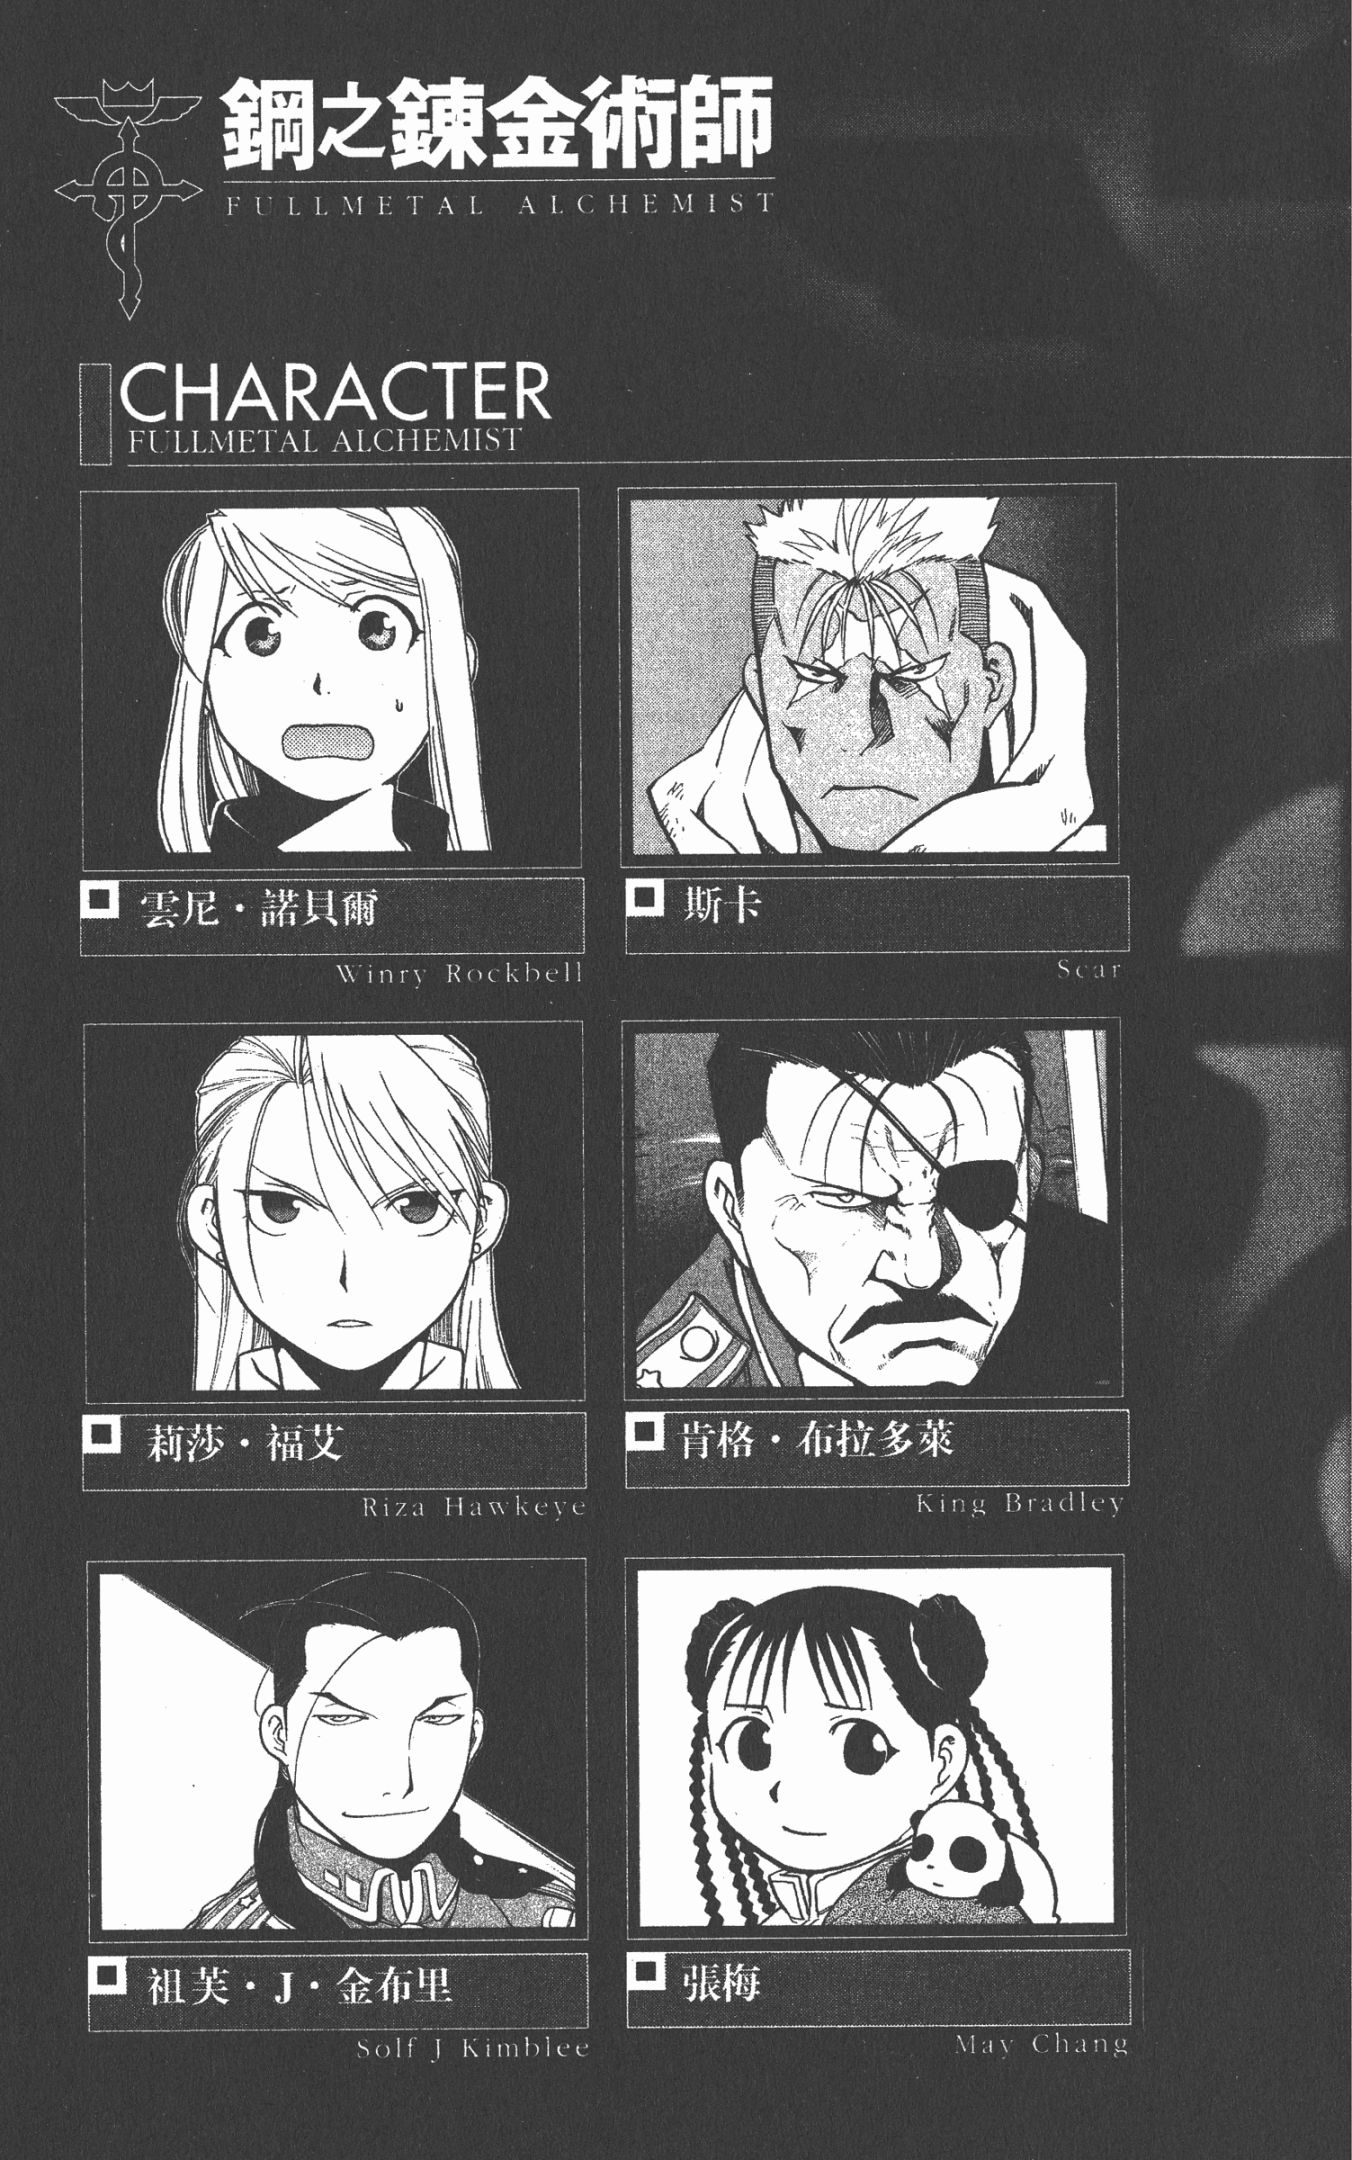 鋼之鍊金術師
FULLMETAL ALCHEMIST
CHARACTER
FULLMETAL ALCHEMIST
雲尼・諾貝爾
Winry Rockbell
斯卡
Scar
莉莎・福艾
Riza Hawkeye
肯格・布拉多萊
King Bradley
祖芙・J・金布里
Solf J Kimblee
張梅
May Chang